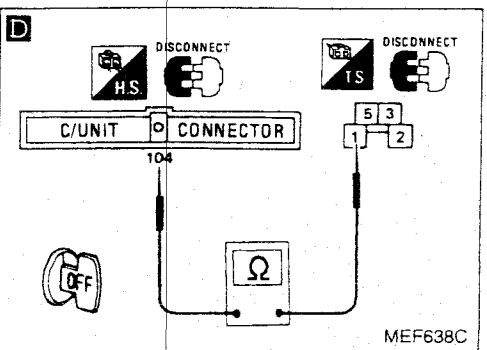 D
DISCONNECT
DISCONNECT
H.S.
T.S.
C/UNIT CONNECTOR
5 3
1 2
104
OFF
Ω
MEF638C